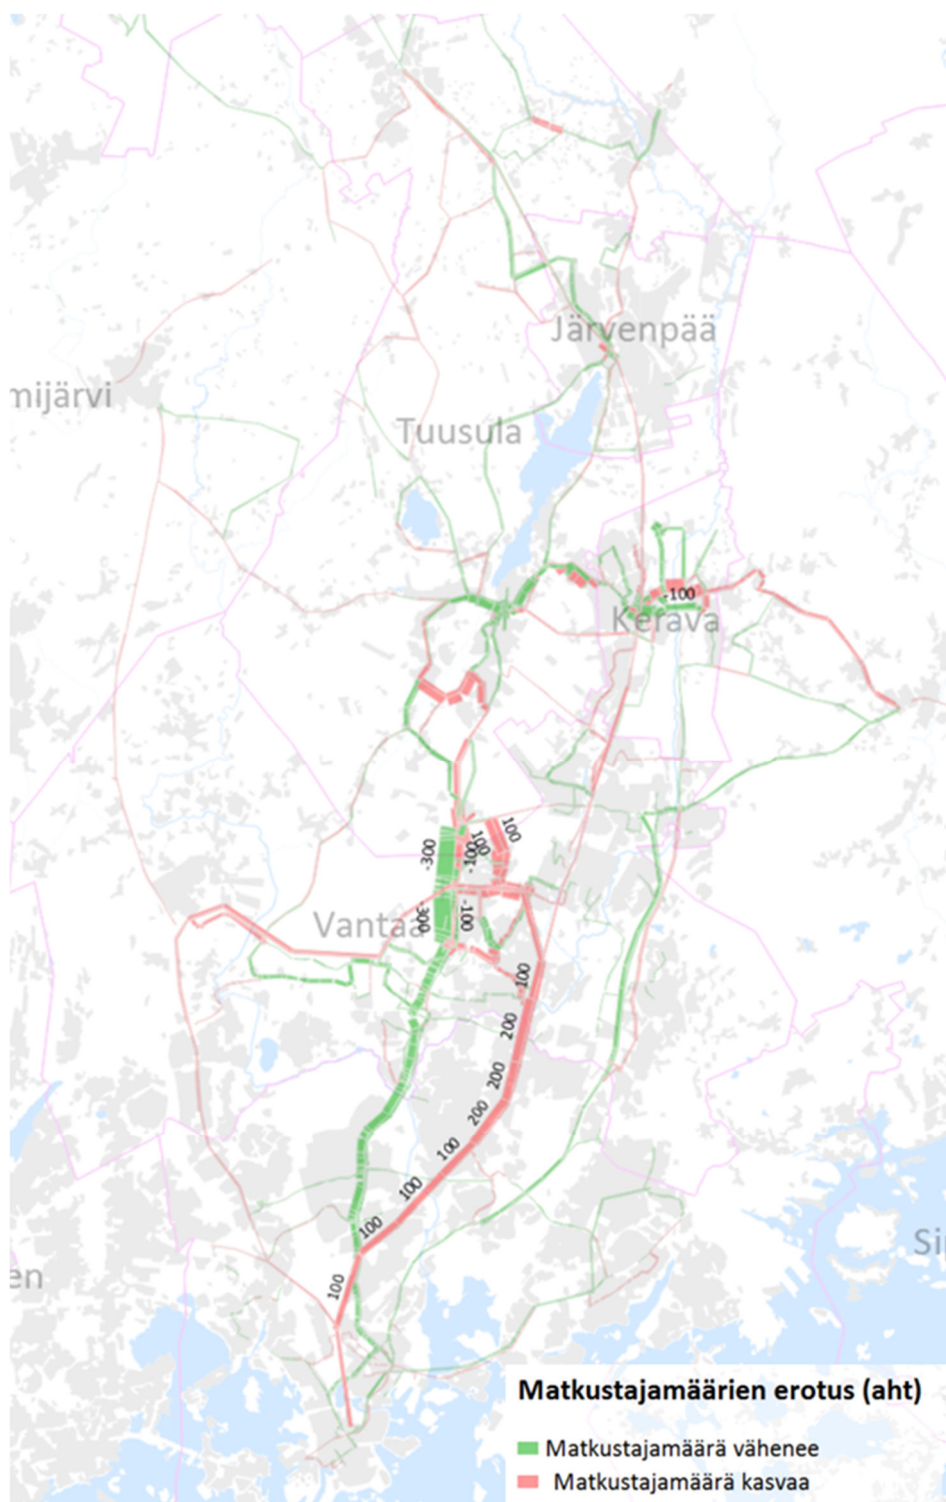 Järvenpää
mijärvi
Tuusula
-100
Kerava
100
100
-300
-100
-300
-100
Vantaa
100
200
200
200
100
100
100
100
Si
en
Matkustajamäärien erotus (aht)
Matkustajamäärä vähenee
Matkustajamäärä kasvaa